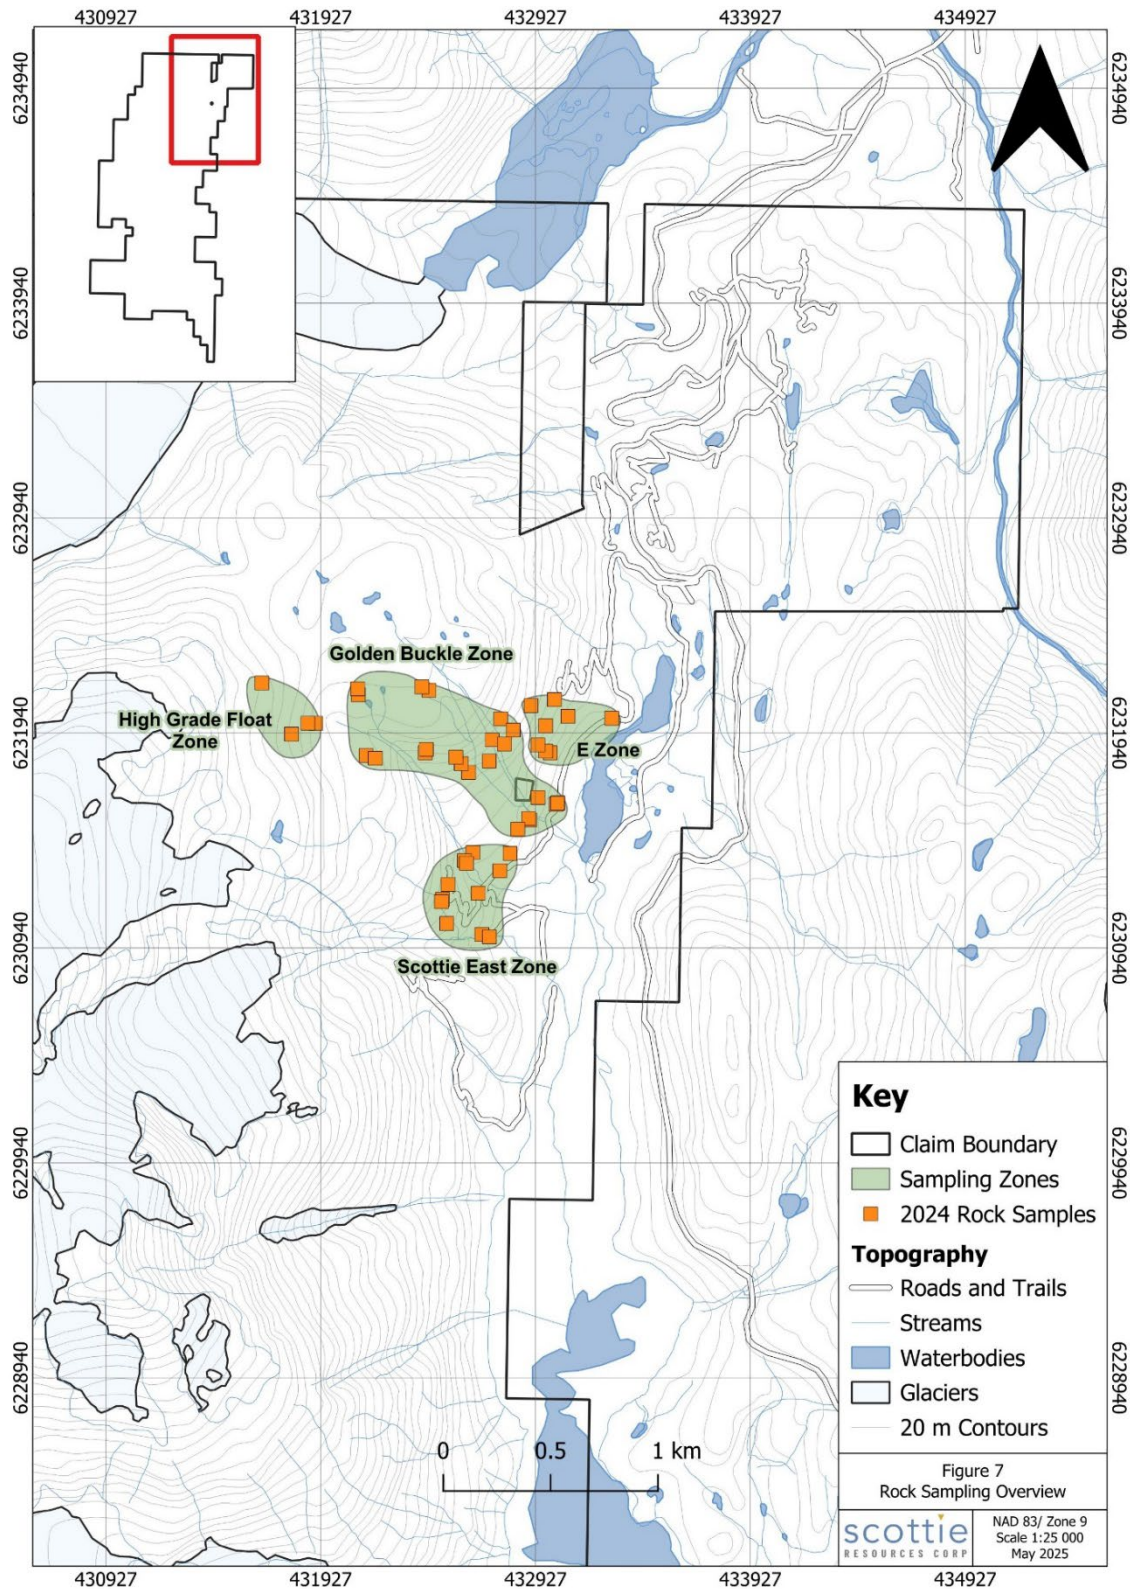 430927
431927
432927
433927
434927
6234940
6234940
6233940
6233940
6232940
6232940
Golden Buckle Zone
High Grade Float
Zone
E Zone
6231940
6231940
Scottie East Zone
6230940
6230940
6229940
6229940
6228940
6228940
0
0.5
1 km
Key
Claim Boundary
Sampling Zones
2024 Rock Samples
Topography
Roads and Trails
Streams
Waterbodies
Glaciers
20 m Contours
Figure 7
Rock Sampling Overview
scottie
RESOURCES CORP
NAD 83/ Zone 9
Scale 1:25 000
May 2025
430927
431927
432927
433927
434927